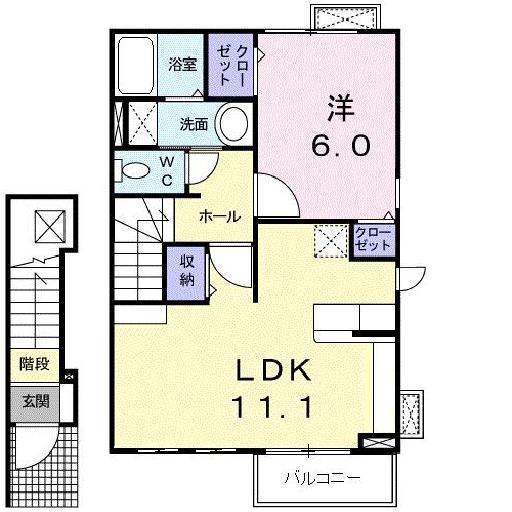 浴室
クローゼット
洋
6.0
洗面
WC
ホール
クローゼット
収納
階段
LDK
11.1
玄関
バルコニー